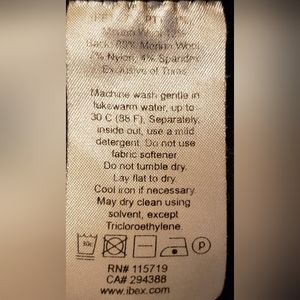 Back: 89% Merino Wool,
7% Nylon, 4% Spandex
Exclusive of Trims
Machine wash gentle in
lukewarm water, up to
30 C (86 F), Separately,
inside out, use a mild
detergent. Do not use
fabric softener.
Do not tumble dry.
Lay flat to dry.
Cool iron if necessary.
May dry clean using
solvent, except
Tricloroethylene.
30c P
RN# 115719
CA# 294388
www.ibex.com